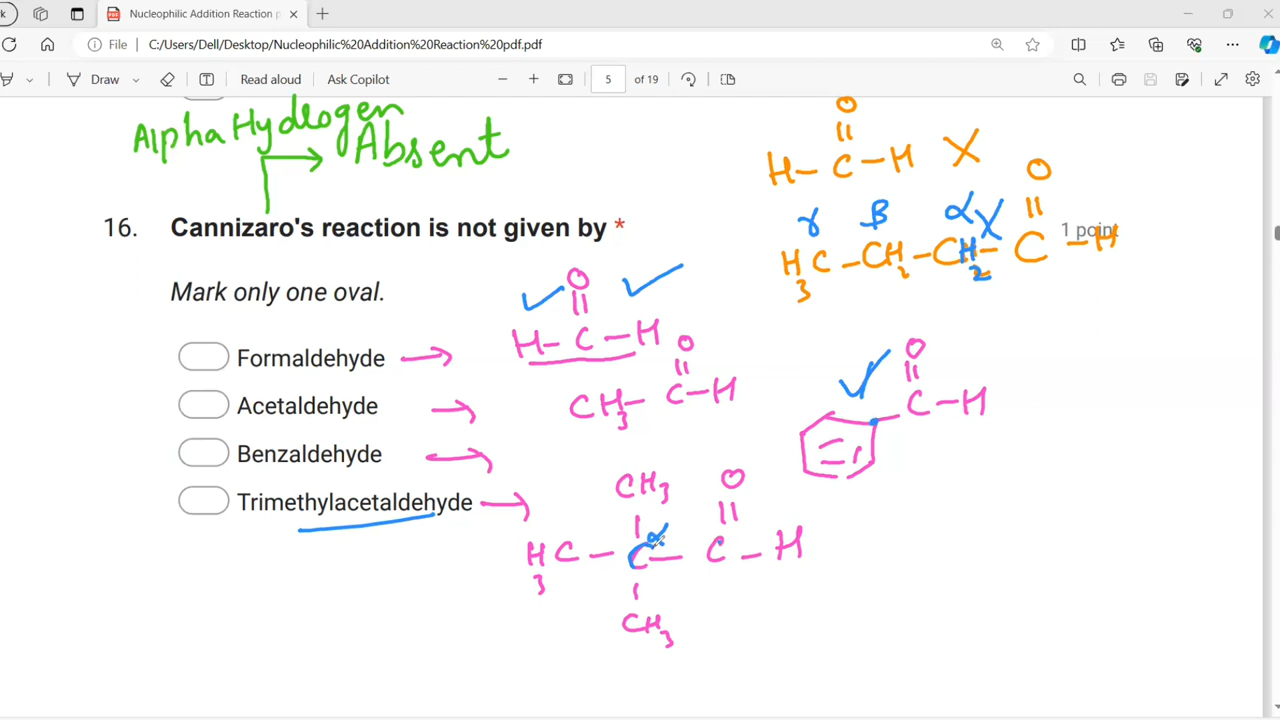 Nucleophilic Addition Reaction p
File C:/Users/Dell/Desktop/Nucleophilic%20Addition%20Reaction%20pdf.pdf
Draw Read aloud Ask Copilot 5 of 19
Alpha Hydrogen
Absent
O
H-C-H X
O
γ β α X
H3C-CH2-CH2-C-H
16. Cannizaro's reaction is not given by * 1 point
Mark only one oval.
O
H-C-H
Formaldehyde
O
CH3-C-H
Acetaldehyde
O
C-H
Benzaldehyde
Trimethylacetaldehyde
CH3 O
α
H3C-C-C-H
CH3